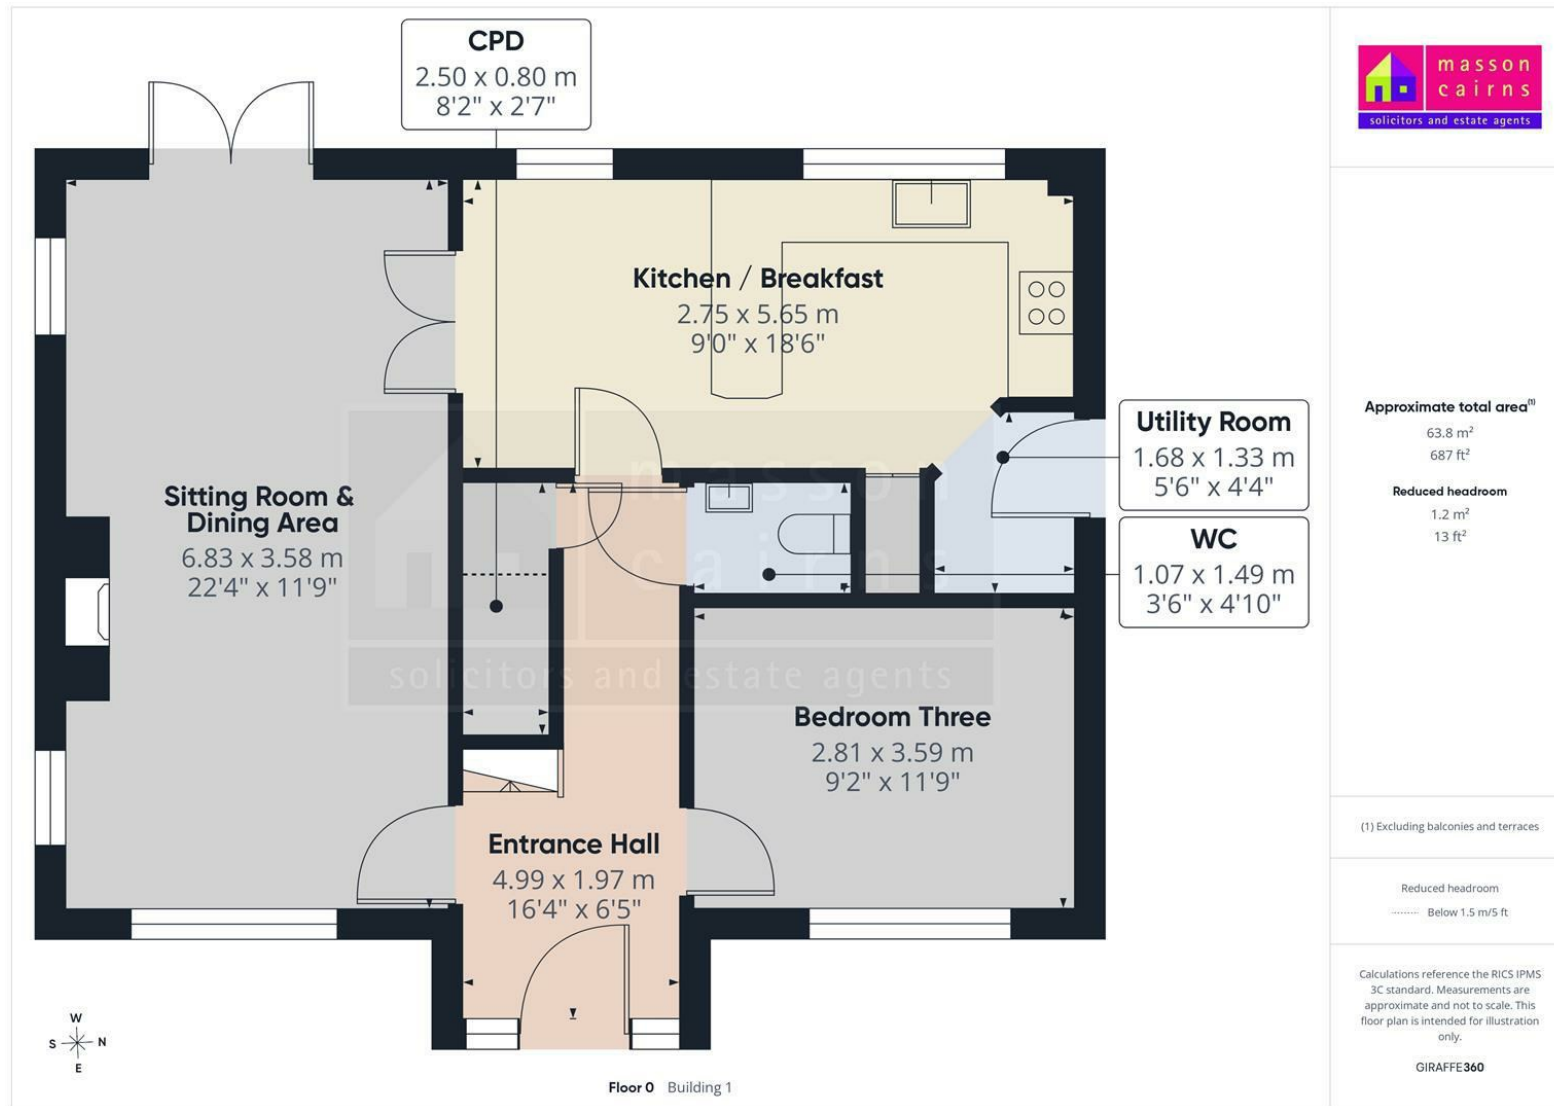 CPD
2.50 x 0.80 m
8'2" x 2'7"
Kitchen / Breakfast
2.75 x 5.65 m
9'0" x 18'6"
Utility Room
1.68 x 1.33 m
5'6" x 4'4"
WC
1.07 x 1.49 m
3'6" x 4'10"
Sitting Room &
Dining Area
6.83 x 3.58 m
22'4" x 11'9"
Bedroom Three
2.81 x 3.59 m
9'2" x 11'9"
Entrance Hall
4.99 x 1.97 m
16'4" x 6'5"
masson
cairns
solicitors and estate agents
W
S N
E
Floor 0 Building 1
masson
cairns
solicitors and estate agents
Approximate total area(1)
63.8 m²
687 ft²
Reduced headroom
1.2 m²
13 ft²
(1) Excluding balconies and terraces
Reduced headroom
Below 1.5 m/5 ft
Calculations reference the RICS IPMS
3C standard. Measurements are
approximate and not to scale. This
floor plan is intended for illustration
only.
GIRAFFE360